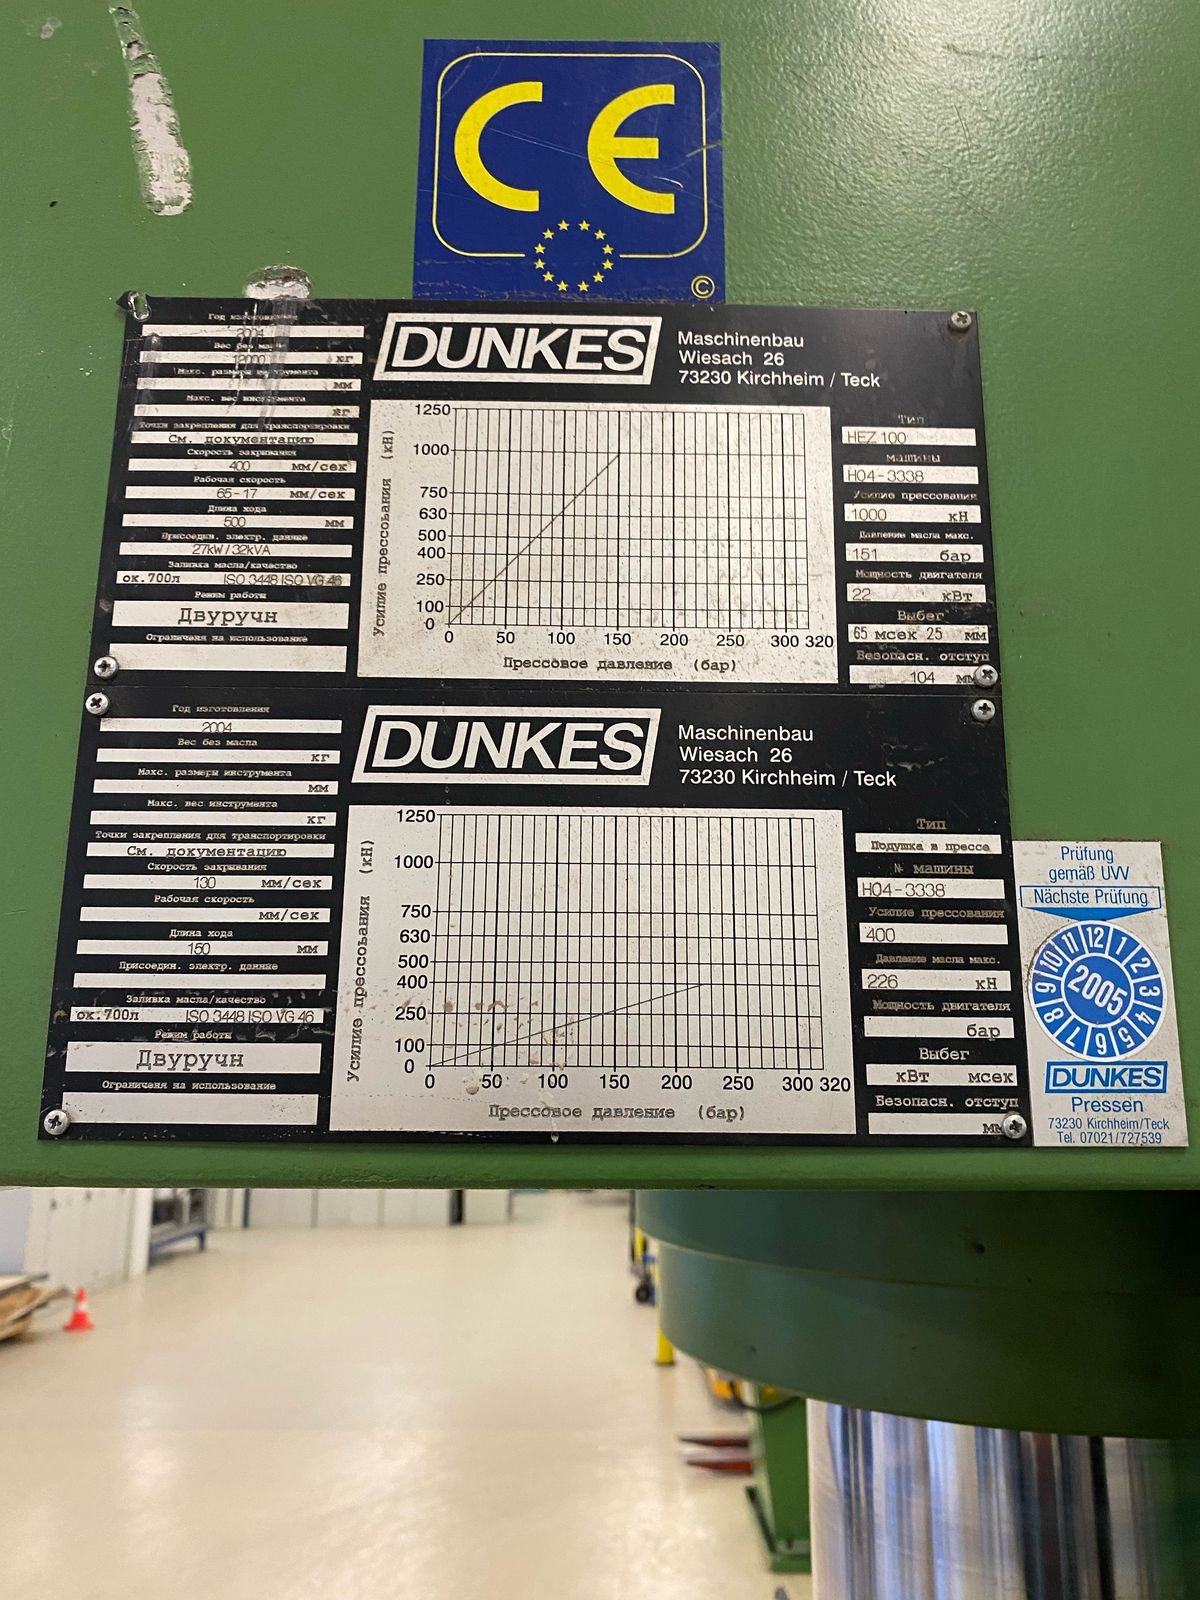 CE
©
Год изготовления
2004
Вес без масла
12000 кг
Макс. размеры инструмента
мм
Макс. вес инструмента
кг
Точки закрепления для транспортировки
См. документацию
Скорость закрывания
400 мм/сек
Рабочая скорость
65-17 мм/сек
Длина хода
500 мм
Присоедин. электр. данные
27kW/32kVA
Заливка масла/качество
ок.700л ISO 3448 ISO VG 46
Режим работы
Двуручн
Ограничения на использование
DUNKES
Maschinenbau
Wiesach 26
73230 Kirchheim / Teck
Усилие прессоьания (кН)
1250
1000
750
630
500
400
250
100
0
0 50 100 150 200 250 300 320
Прессовое давление (бар)
Тип
HEZ 100
машины
H04-3338
Усилие прессования
1000 кН
Давление масла макс.
151 бар
Мощность двигателя
22 кВт
Выбег
65 мсек 25 мм
Безопасн. отступ
104 мм
Год изготовления
2004
Вес без масла
кг
Макс. размеры инструмента
мм
Макс. вес инструмента
кг
Точки закрепления для транспортировки
См. документацию
Скорость закрывания
130 мм/сек
Рабочая скорость
мм/сек
Длина хода
150 мм
Присоедин. электр. данные
Заливка масла/качество
ок.700л ISO 3448 ISO VG 46
Режим работы
Двуручн
Ограничения на использование
DUNKES
Maschinenbau
Wiesach 26
73230 Kirchheim / Teck
Усилие прессоьания (кН)
1250
1000
750
630
500
400
250
100
0
0 50 100 150 200 250 300 320
Прессовое давление (бар)
Тип
Подушка в прессе
№ машины
H04-3338
Усилие прессования
400
Давление масла макс.
226 кН
Мощность двигателя
бар
Выбег
кВт мсек
Безопасн. отступ
мм
Prüfung
gemäß UVV
Nächste Prüfung
12 1 2 3 4 5 6 7 8 9 10 11
2005
DUNKES
Pressen
73230 Kirchheim/Teck
Tel. 07021/727539